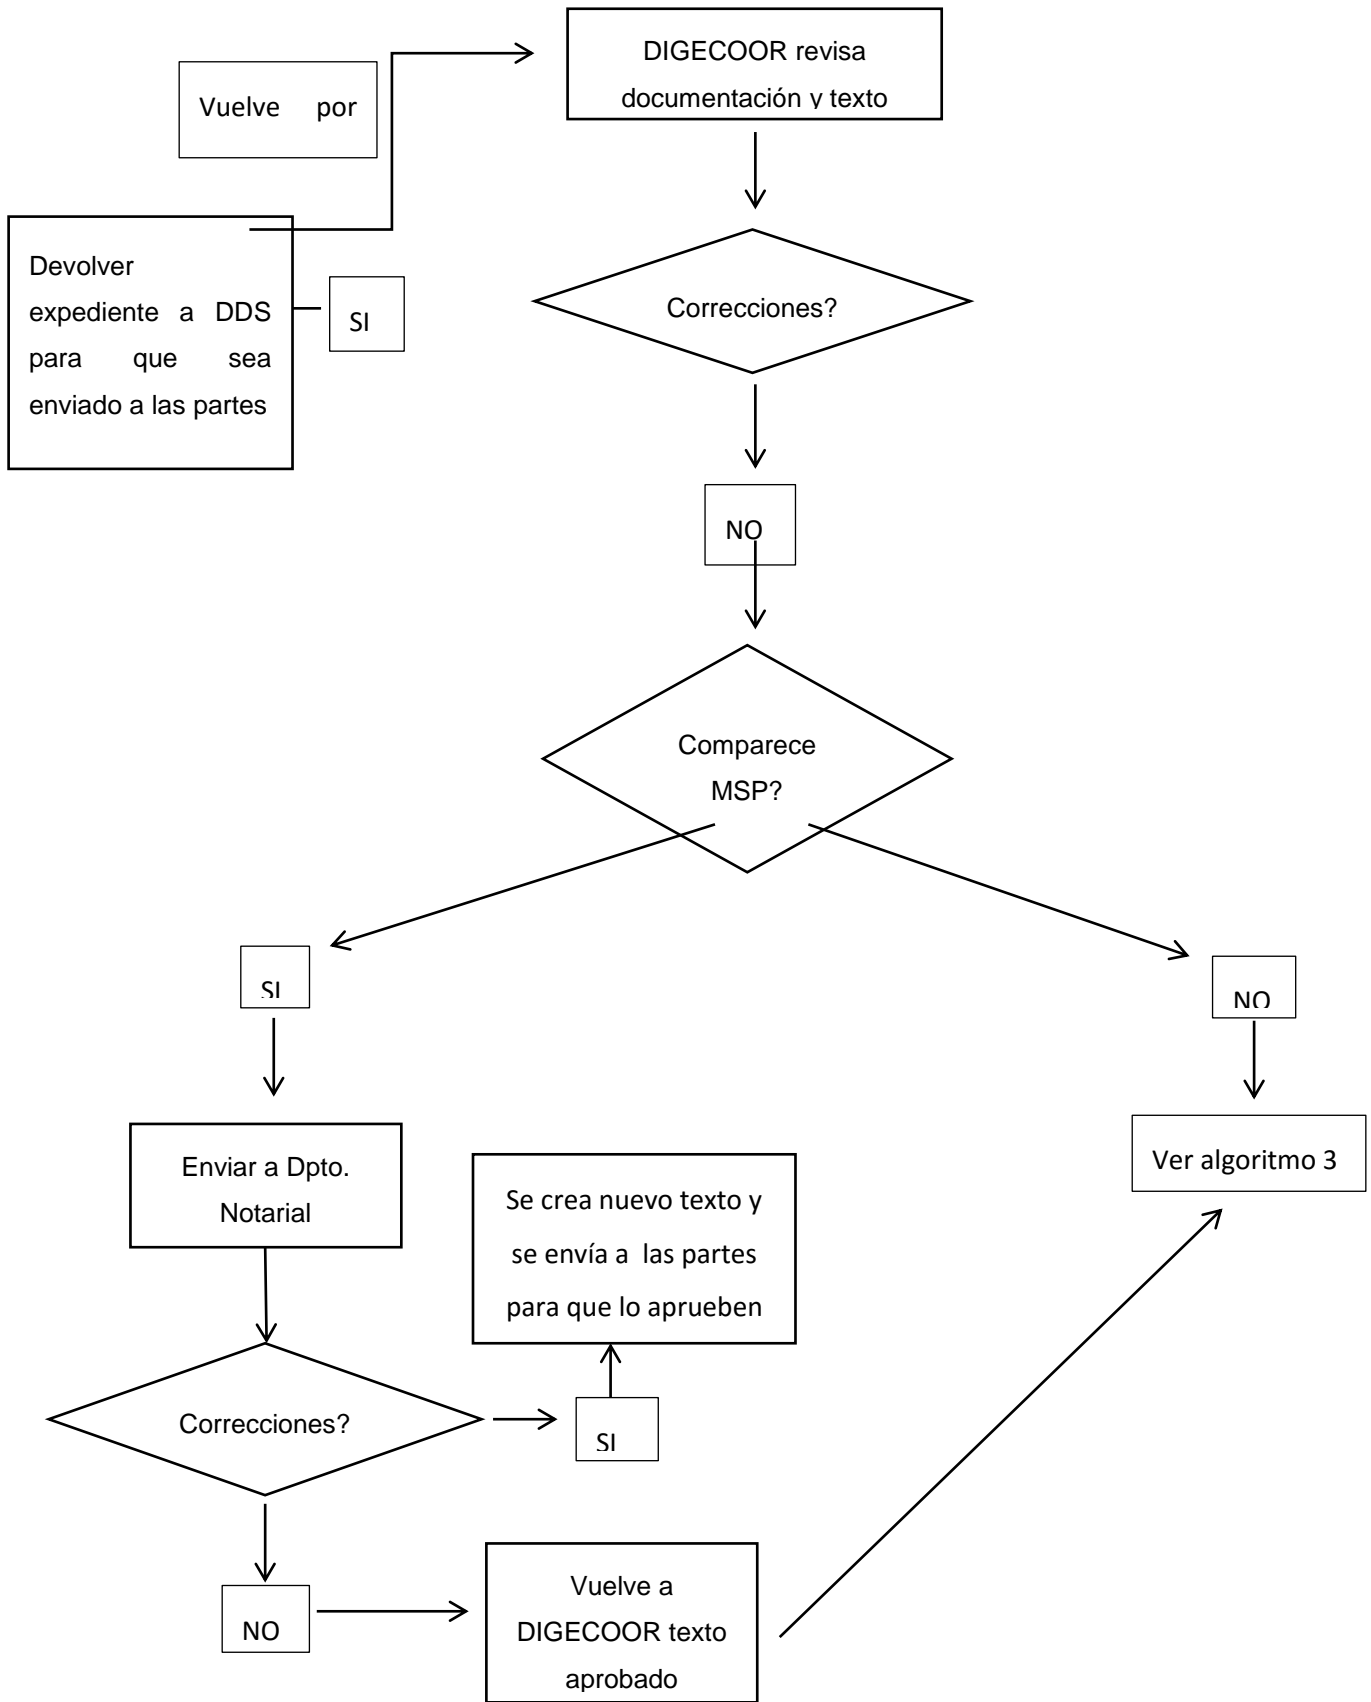 DIGECOOR revisa
documentación y texto
Vuelve por
Devolver
expediente a DDS
para que sea
enviado a las partes
SI
Correcciones?
NO
Comparece
MSP?
SI
NO
Enviar a Dpto.
Notarial
Ver algoritmo 3
Se crea nuevo texto y
se envía a las partes
para que lo aprueben
Correcciones?
SI
NO
Vuelve a
DIGECOOR texto
aprobado